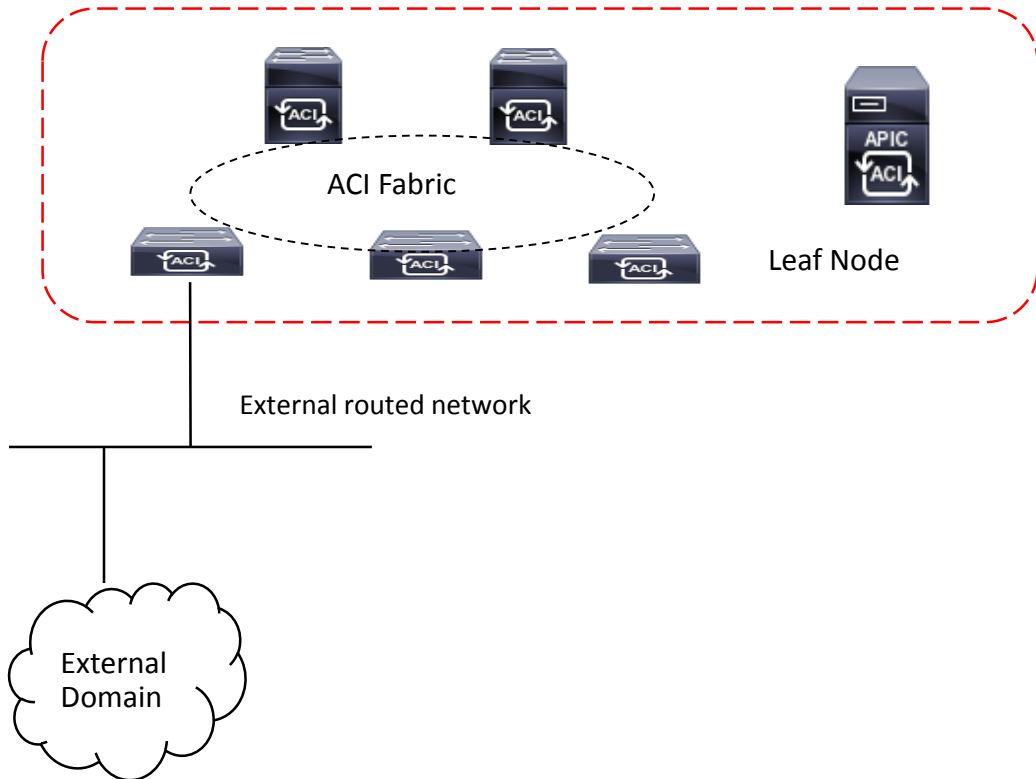 ACI
ACI
APIC
ACI
ACI Fabric
ACI
ACI
ACI
Leaf Node
External routed network
External
Domain